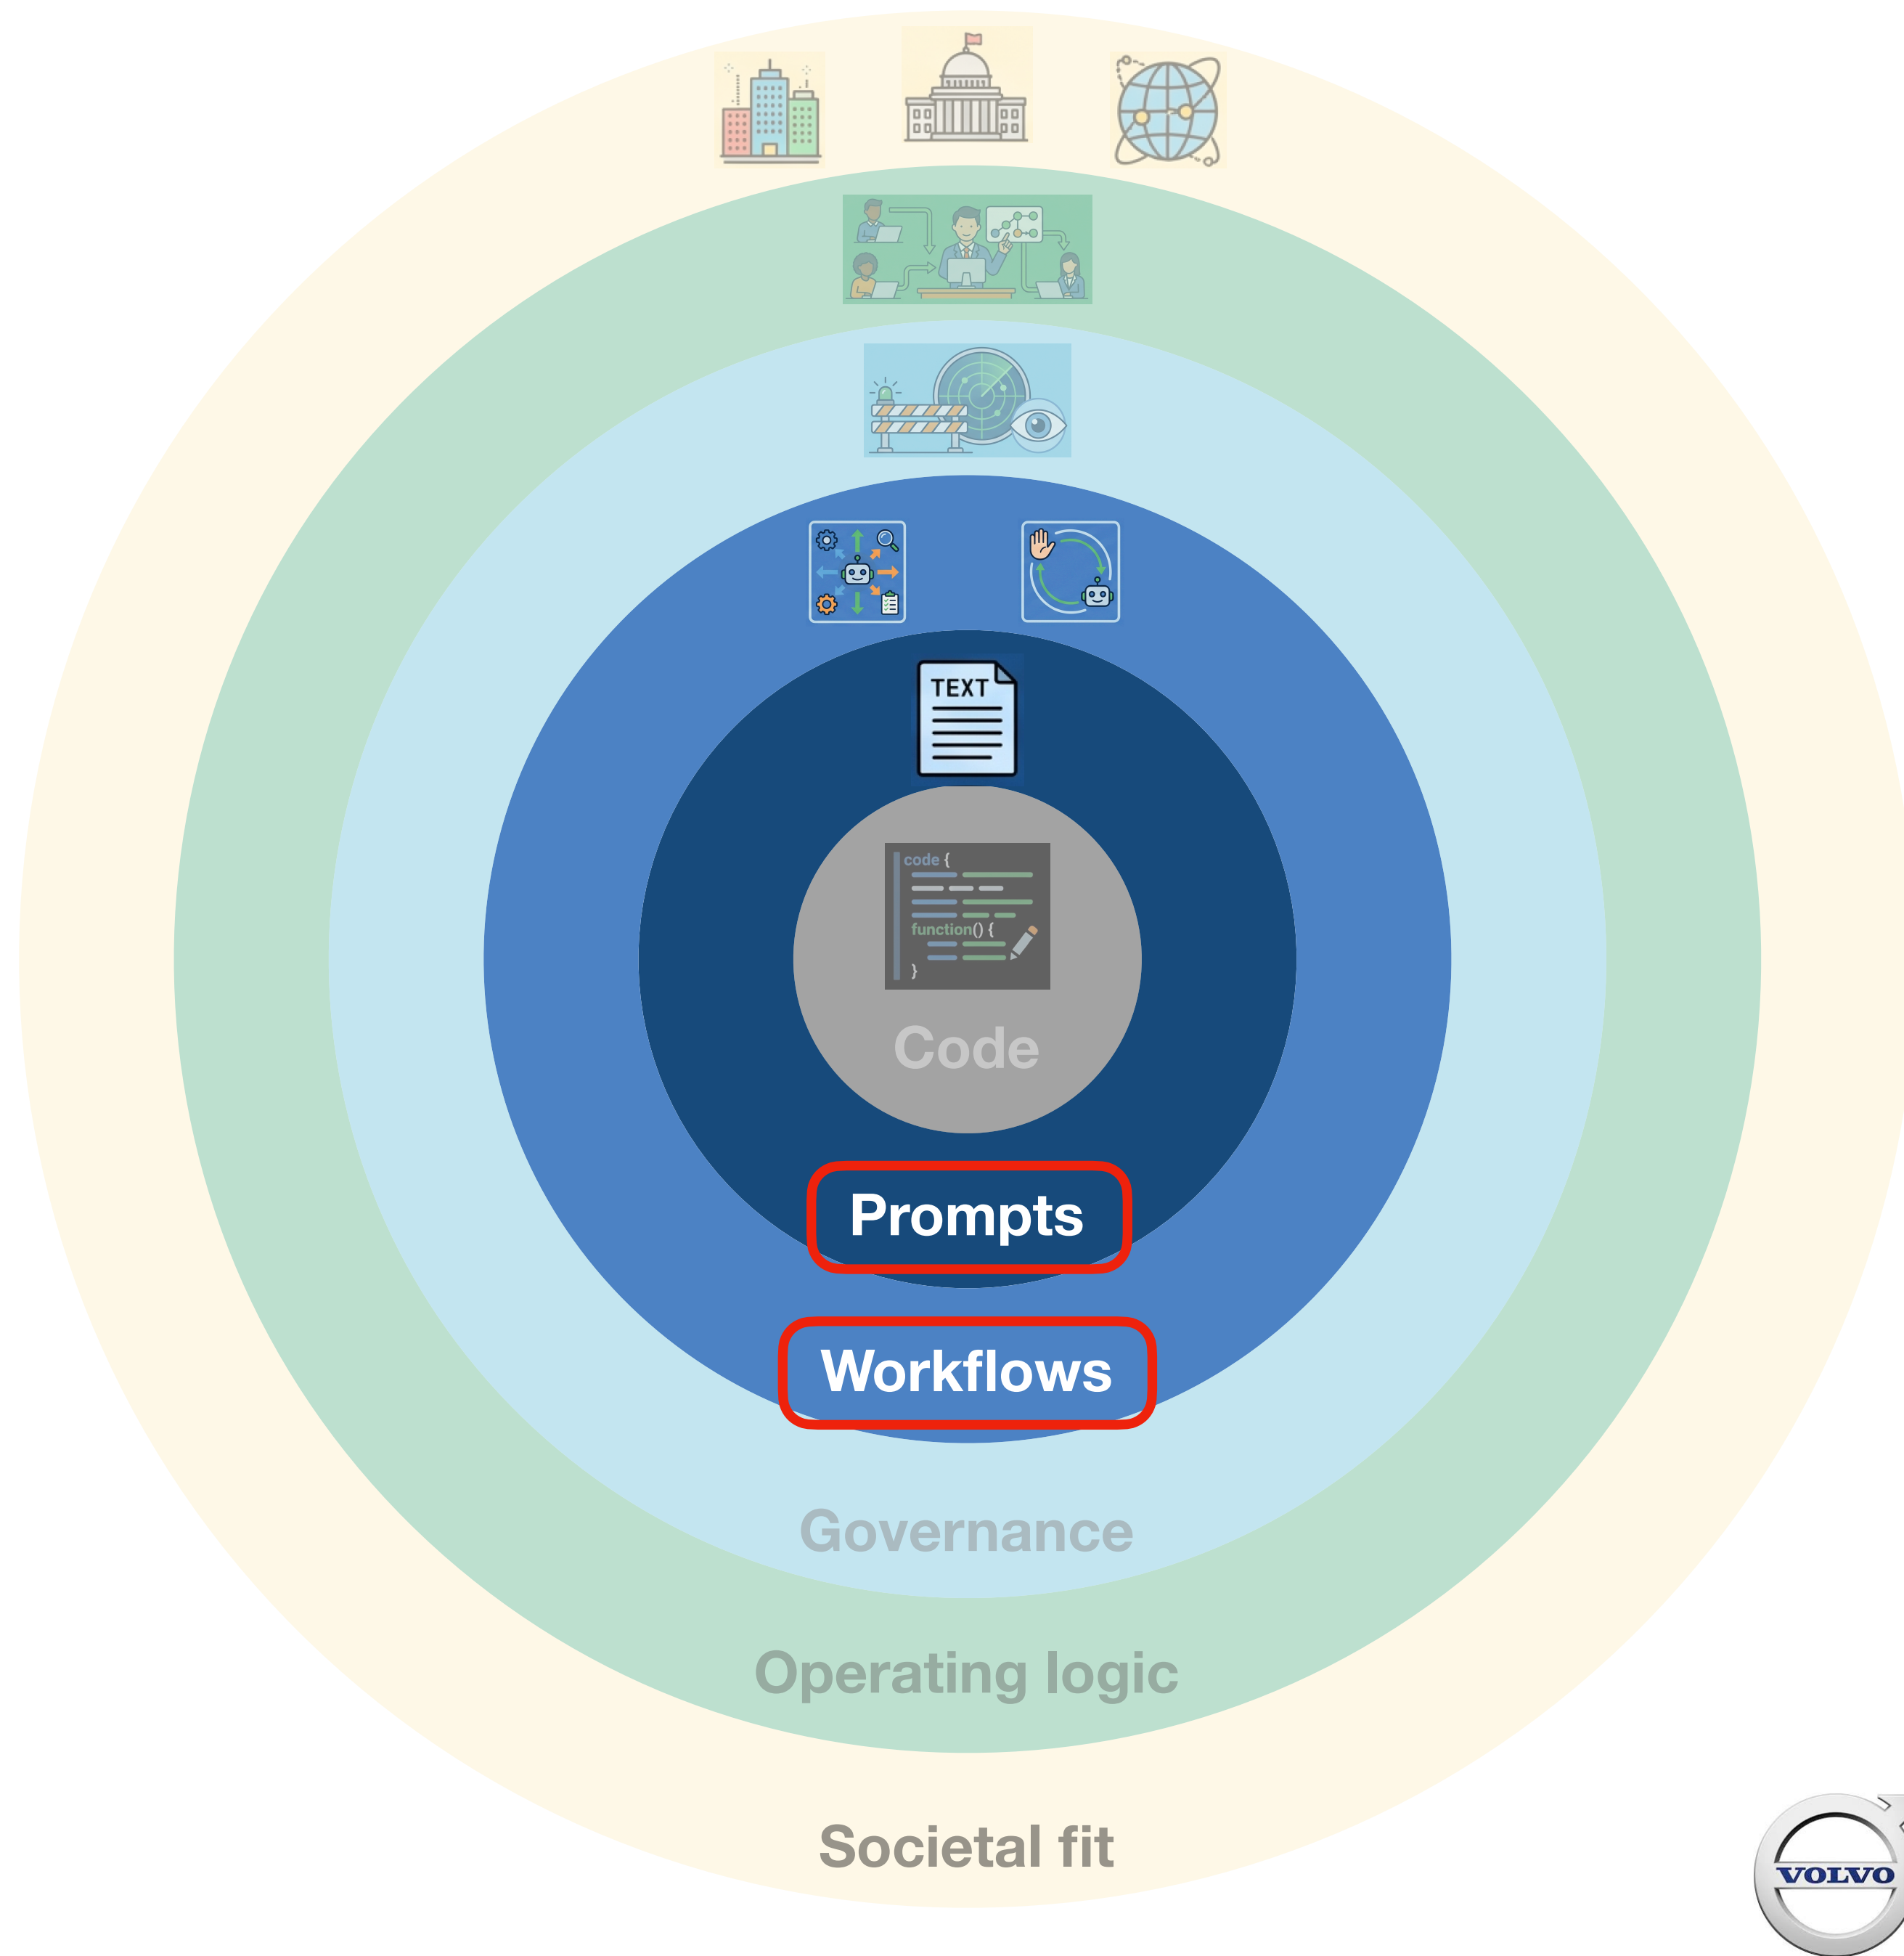 TEXT
code {
function() {
}
Code
Prompts
Workflows
Governance
Operating logic
Societal fit
VOLVO